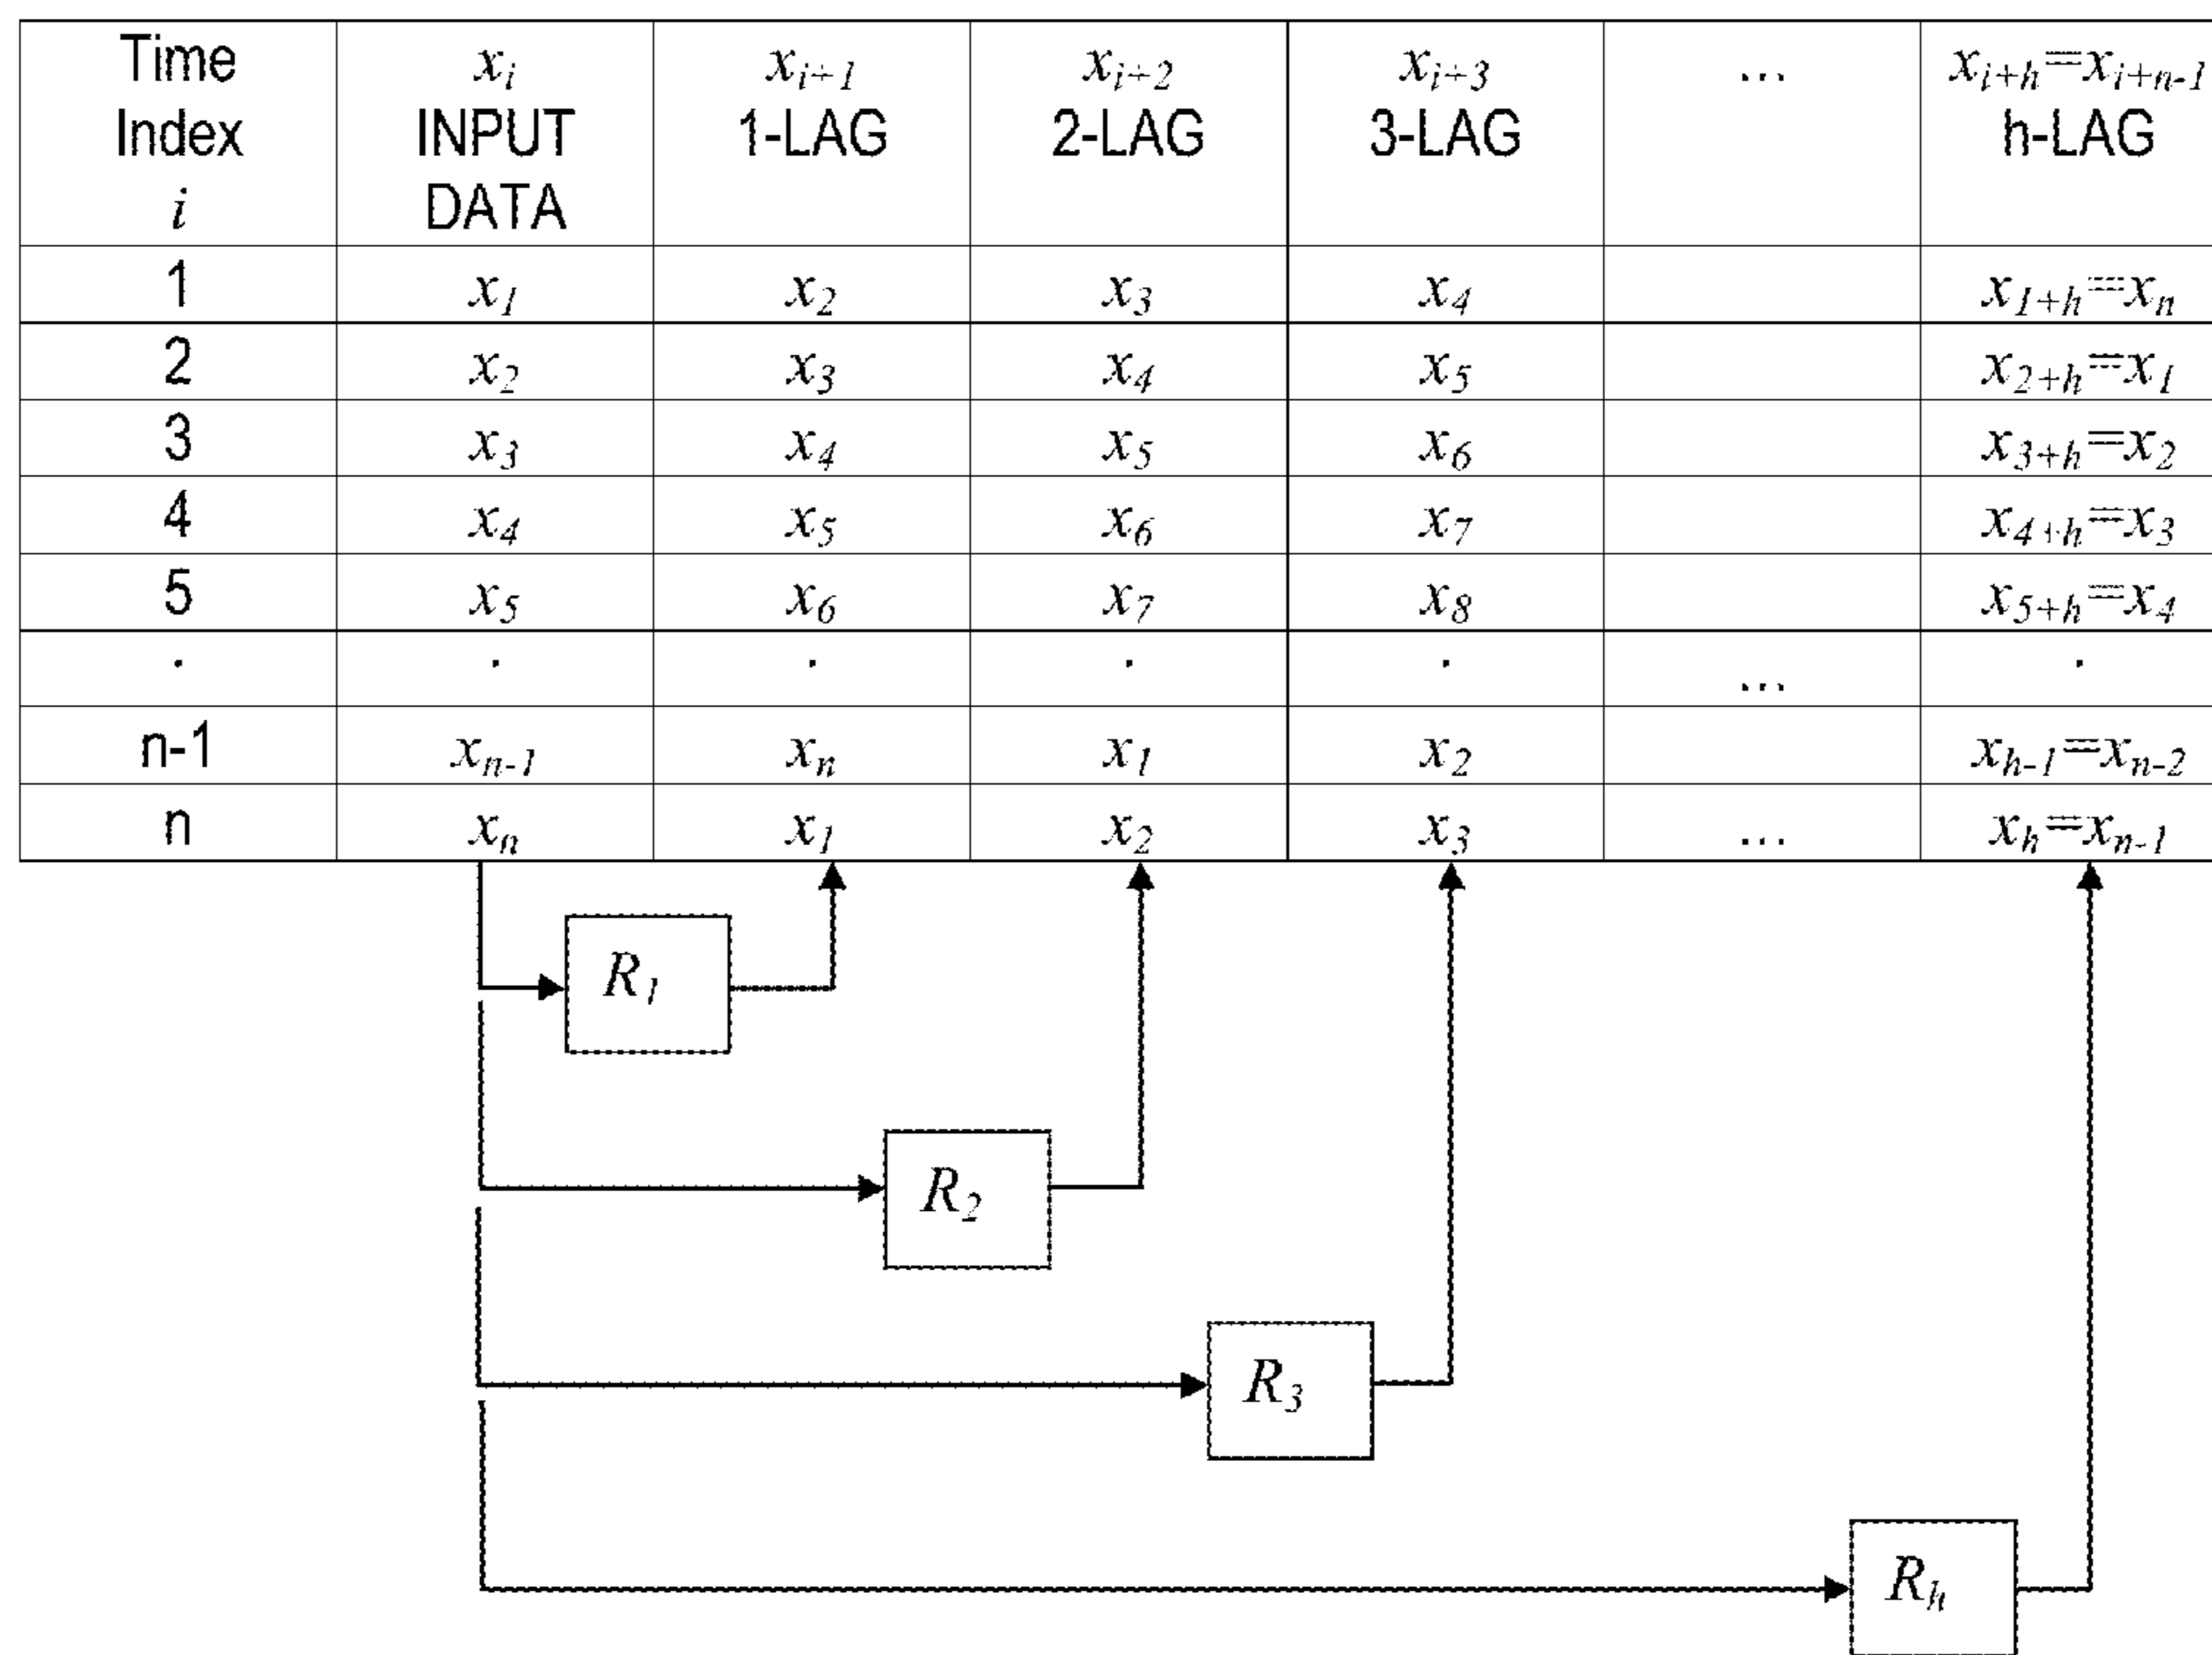 Time Index i | x_i INPUT DATA | x_{i+1} 1-LAG | x_{i+2} 2-LAG | x_{i+3} 3-LAG | ... | x_{i+h}=x_{i+n-1} h-LAG
1 | x_1 | x_2 | x_3 | x_4 | | x_{1+h}=x_n
2 | x_2 | x_3 | x_4 | x_5 | | x_{2+h}=x_1
3 | x_3 | x_4 | x_5 | x_6 | | x_{3+h}=x_2
4 | x_4 | x_5 | x_6 | x_7 | | x_{4+h}=x_3
5 | x_5 | x_6 | x_7 | x_8 | | x_{5+h}=x_4
. | . | . | . | . | ... | .
n-1 | x_{n-1} | x_n | x_1 | x_2 | | x_{h-1}=x_{n-2}
n | x_n | x_1 | x_2 | x_3 | ... | x_h=x_{n-1}
R_1
R_2
R_3
R_h